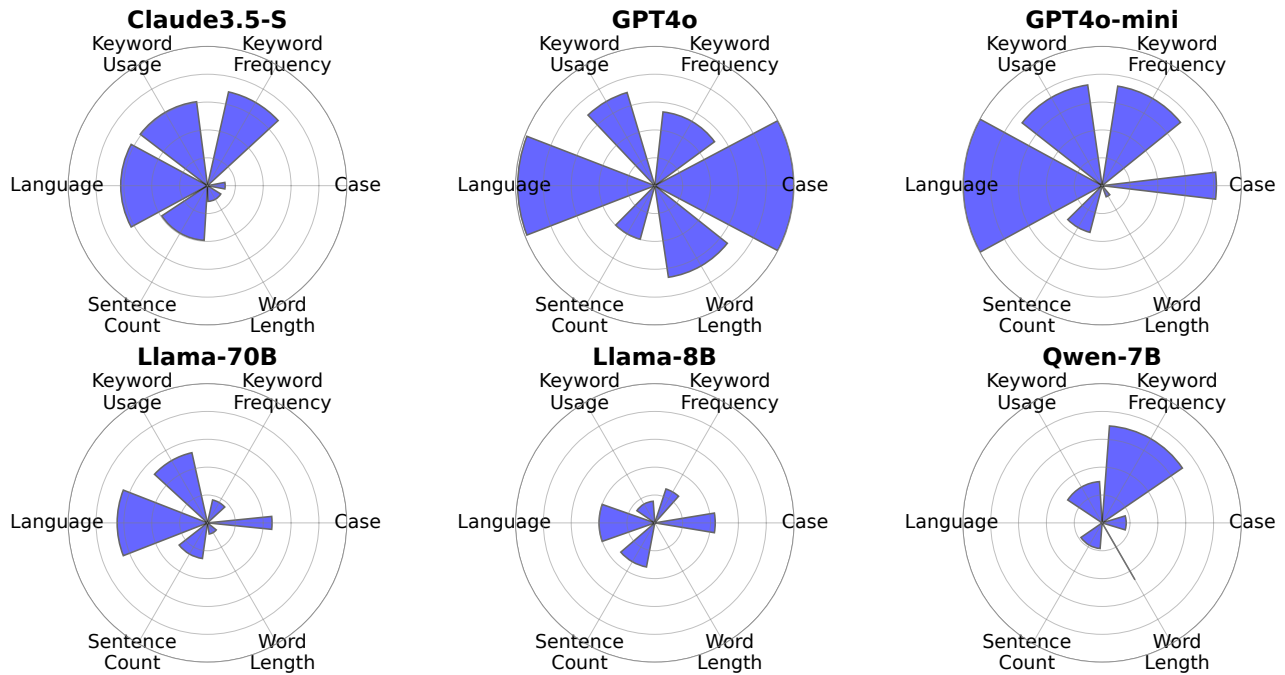 Claude3.5-S
Keyword
Usage
Keyword
Frequency
Language
Case
Sentence
Count
Word
Length
GPT4o
Keyword
Usage
Keyword
Frequency
Language
Case
Sentence
Count
Word
Length
GPT4o-mini
Keyword
Usage
Keyword
Frequency
Language
Case
Sentence
Count
Word
Length
Llama-70B
Keyword
Usage
Keyword
Frequency
Language
Case
Sentence
Count
Word
Length
Llama-8B
Keyword
Usage
Keyword
Frequency
Language
Case
Sentence
Count
Word
Length
Qwen-7B
Keyword
Usage
Keyword
Frequency
Language
Case
Sentence
Count
Word
Length